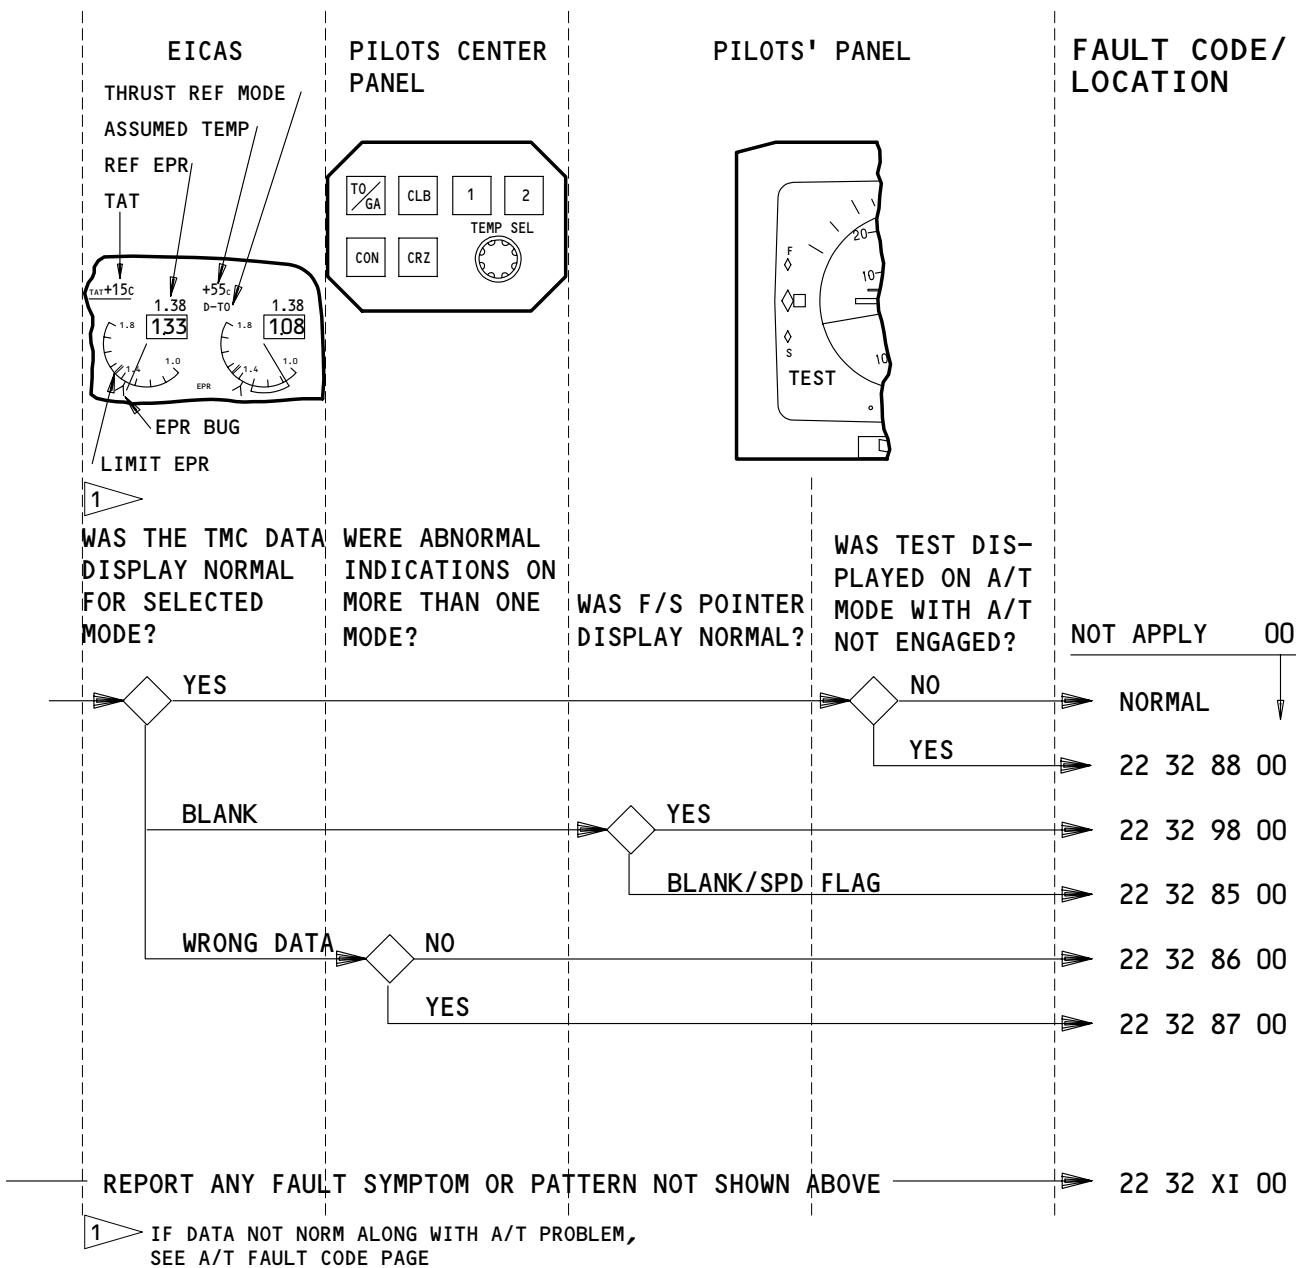 EICAS
PILOTS CENTER
PANEL
PILOTS' PANEL
FAULT CODE/
LOCATION
THRUST REF MODE
ASSUMED TEMP
REF EPR
TAT
TAT+15C
+55C
1.38
D-TO
1.38
1.33
1.08
1.8
1.8
1.0
1.0
1.4
1.4
EPR
EPR BUG
LIMIT EPR
TO/GA
CLB
1
2
TEMP SEL
CON
CRZ
F
20
10
S
10
TEST
1
WAS THE TMC DATA
DISPLAY NORMAL
FOR SELECTED
MODE?
WERE ABNORMAL
INDICATIONS ON
MORE THAN ONE
MODE?
WAS F/S POINTER
DISPLAY NORMAL?
WAS TEST DIS-
PLAYED ON A/T
MODE WITH A/T
NOT ENGAGED?
NOT APPLY 00
YES
NO
NORMAL
YES
22 32 88 00
BLANK
YES
22 32 98 00
BLANK/SPD FLAG
22 32 85 00
WRONG DATA
NO
22 32 86 00
YES
22 32 87 00
REPORT ANY FAULT SYMPTOM OR PATTERN NOT SHOWN ABOVE
22 32 XI 00
1 IF DATA NOT NORM ALONG WITH A/T PROBLEM,
SEE A/T FAULT CODE PAGE